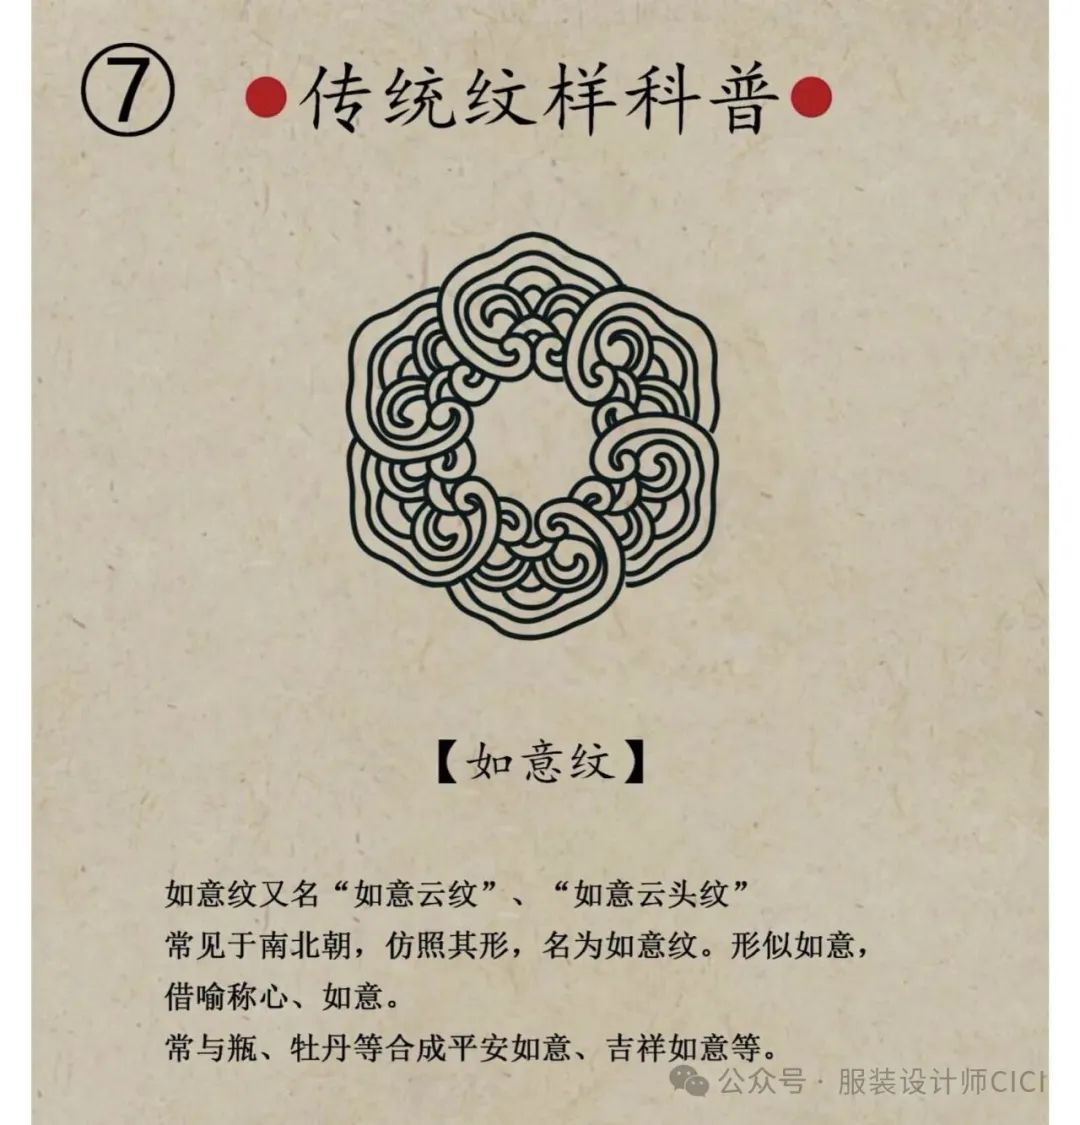 ⑦ ●传统纹样科普●
【如意纹】
如意纹又名“如意云纹”、“如意云头纹”
常见于南北朝，仿照其形，名为如意纹。形似如意，
借喻称心、如意。
常与瓶、牡丹等合成平安如意、吉祥如意等。
公众号 · 服装设计师CICh